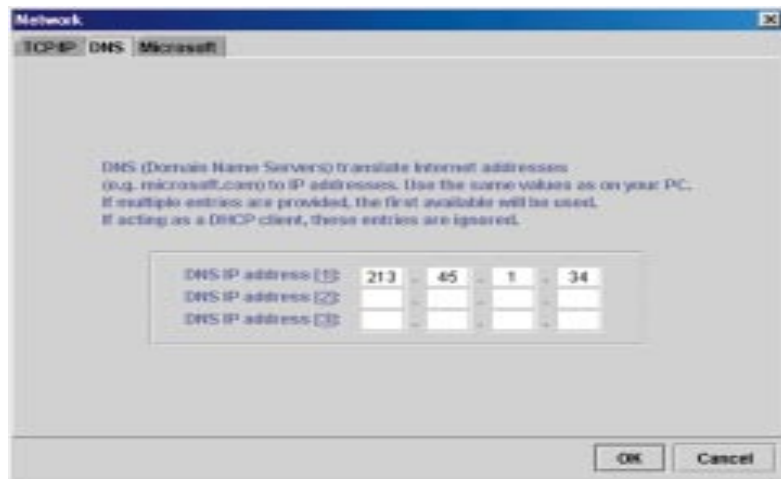 Network
TCP/IP DNS Microsoft
DNS (Domain Name Servers) translate Internet addresses
(e.g. microsoft.com) to IP addresses. Use the same values as on your PC.
If multiple entries are provided, the first available will be used.
If acting as a DHCP client, these entries are ignored.
DNS IP address [1]: 213 . 45 . 1 . 34
DNS IP address [2]: . . .
DNS IP address [3]: . . .
OK Cancel